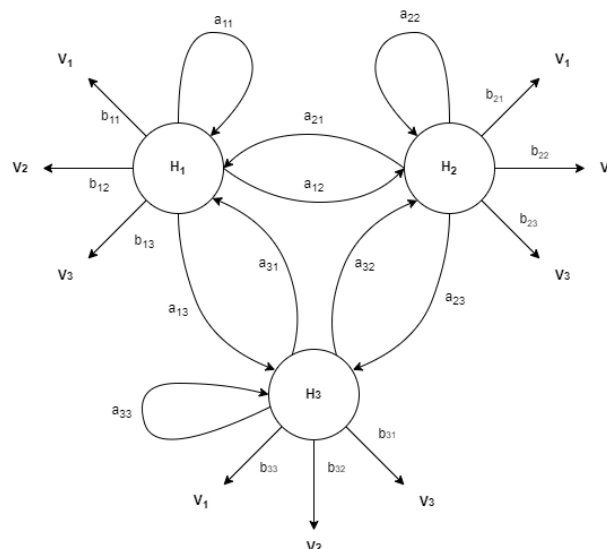 a11 a22
V1 V1
b11 b21
a21
V2 H1 H2 V
b12 a12 b22
b13 b23
V3 a31 a32 V3
a13 a23
H3
a33
b31
b33 b32
V1 V3
V2